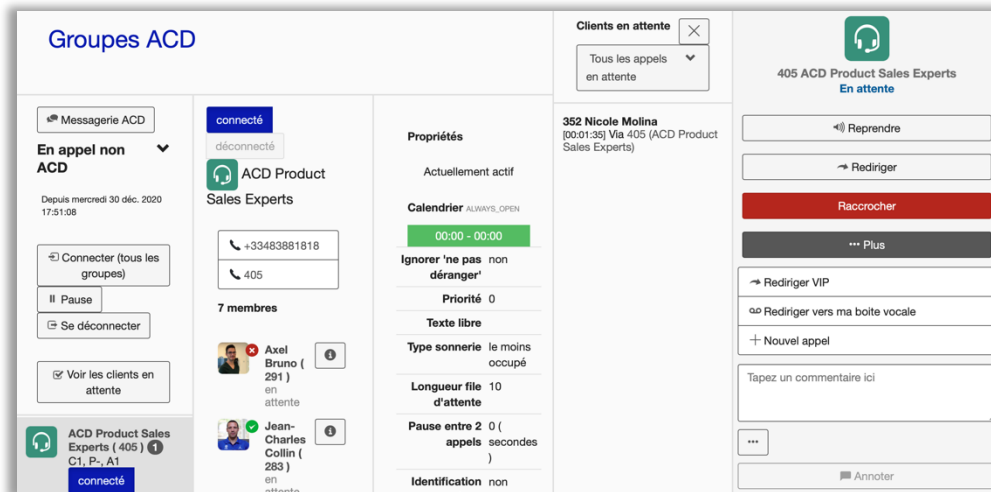 Groupes ACD
Messagerie ACD
En appel non
ACD
Depuis mercredi 30 déc. 2020
17:51:08
Connecter (tous les
groupes)
Pause
Se déconnecter
Voir les clients en
attente
ACD Product Sales
Experts ( 405 ) 1
C1, P-, A1
connecté
connecté
déconnecté
ACD Product
Sales Experts
+33483881818
405
7 membres
Axel
Bruno (
291 )
en
attente
Jean-
Charles
Collin (
283 )
en
attente
Propriétés
Actuellement actif
Calendrier ALWAYS_OPEN
00:00 - 00:00
Ignorer 'ne pas non
déranger'
Priorité 0
Texte libre
Type sonnerie le moins
occupé
Longueur file 10
d'attente
Pause entre 2 0 (
appels secondes
)
Identification non
Clients en attente
Tous les appels
en attente
352 Nicole Molina
[00:01:35] Via 405 (ACD Product
Sales Experts)
405 ACD Product Sales Experts
En attente
Reprendre
Rediriger
Raccrocher
••• Plus
Rediriger VIP
Rediriger vers ma boite vocale
Nouvel appel
Tapez un commentaire ici
•••
Annoter